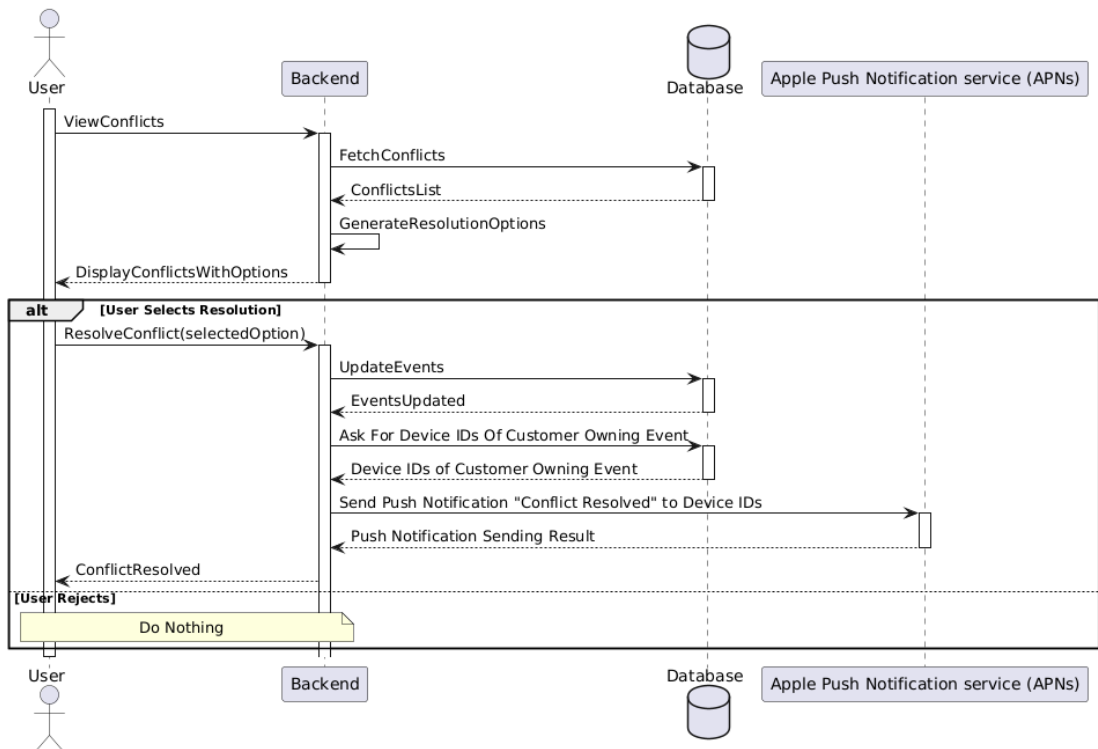 User
Backend
Database
Apple Push Notification service (APNs)
ViewConflicts
FetchConflicts
ConflictsList
GenerateResolutionOptions
DisplayConflictsWithOptions
alt [User Selects Resolution]
ResolveConflict(selectedOption)
UpdateEvents
EventsUpdated
Ask For Device IDs Of Customer Owning Event
Device IDs of Customer Owning Event
Send Push Notification "Conflict Resolved" to Device IDs
Push Notification Sending Result
ConflictResolved
[User Rejects]
Do Nothing
User
Backend
Database
Apple Push Notification service (APNs)